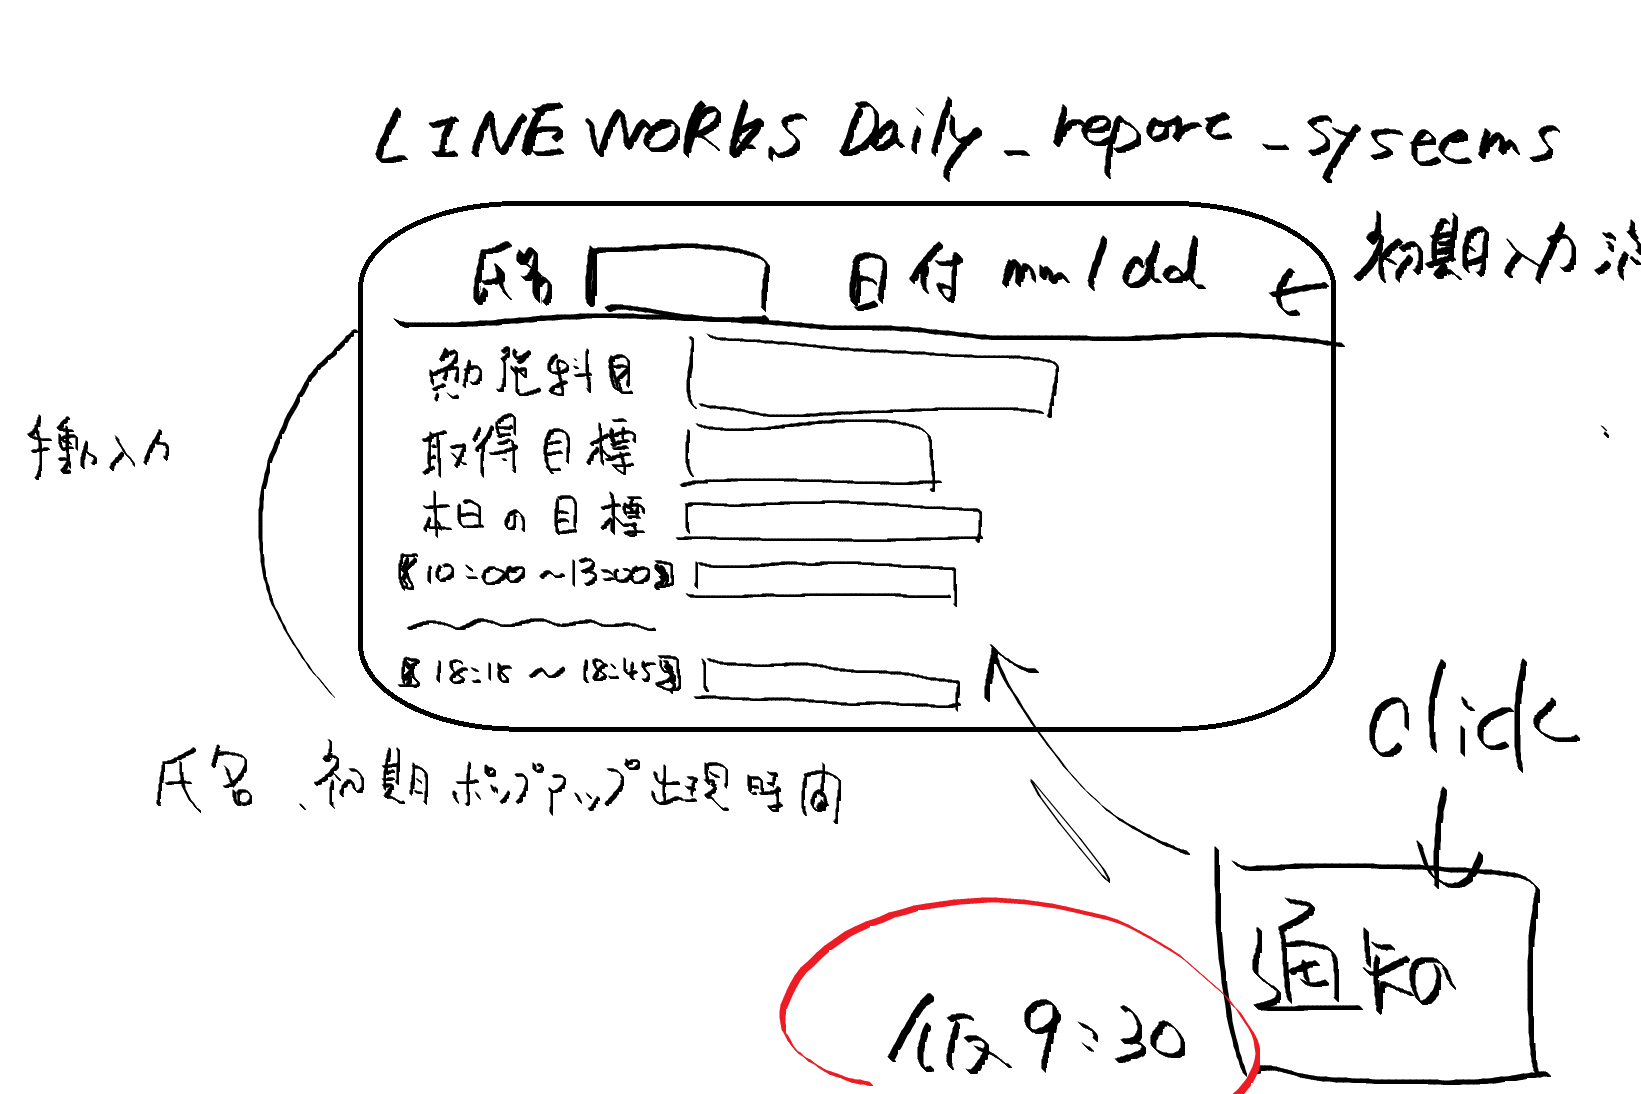 LINE WORKS Daily_report_systeems
初期入力済
氏名 日付 mm/dd
勉強科目
取得目標
手動入力
本日の目標
【10:00~13:00】
【18:15~18:45】
click
氏名、初期ポップアップ出現時間
通知
仮9:30